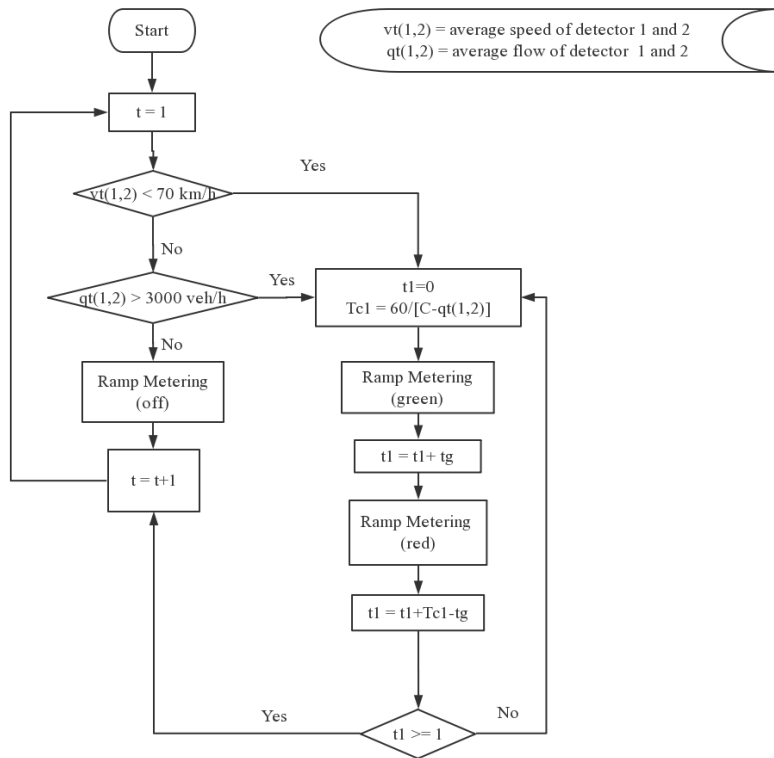 Start
vt(1,2) = average speed of detector 1 and 2
qt(1,2) = average flow of detector 1 and 2
t = 1
Yes
vt(1,2) < 70 km/h
No
qt(1,2) > 3000 veh/h
Yes
t1=0
Tc1 = 60/[C-qt(1,2)]
No
Ramp Metering
(off)
Ramp Metering
(green)
t = t+1
t1 = t1+ tg
Ramp Metering
(red)
t1 = t1+Tc1-tg
Yes
t1 >= 1
No